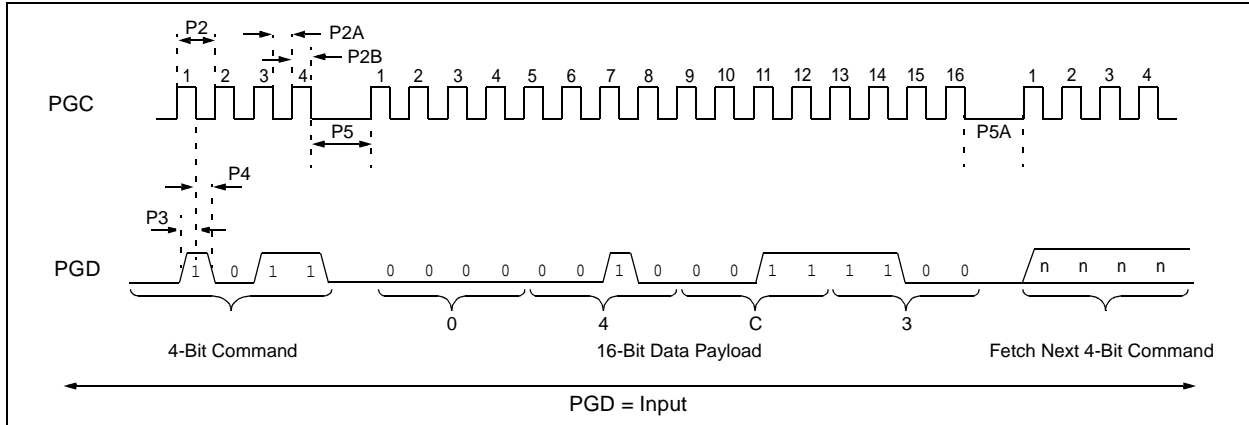 P2
P2A
P2B
1 2 3 4 1 2 3 4 5 6 7 8 9 10 11 12 13 14 15 16 1 2 3 4
PGC
P5
P5A
P4
P3
PGD
1 0 1 1 0 0 0 0 0 0 1 0 0 0 1 1 1 1 0 0 n n n n
0 4 C 3
4-Bit Command 16-Bit Data Payload Fetch Next 4-Bit Command
PGD = Input